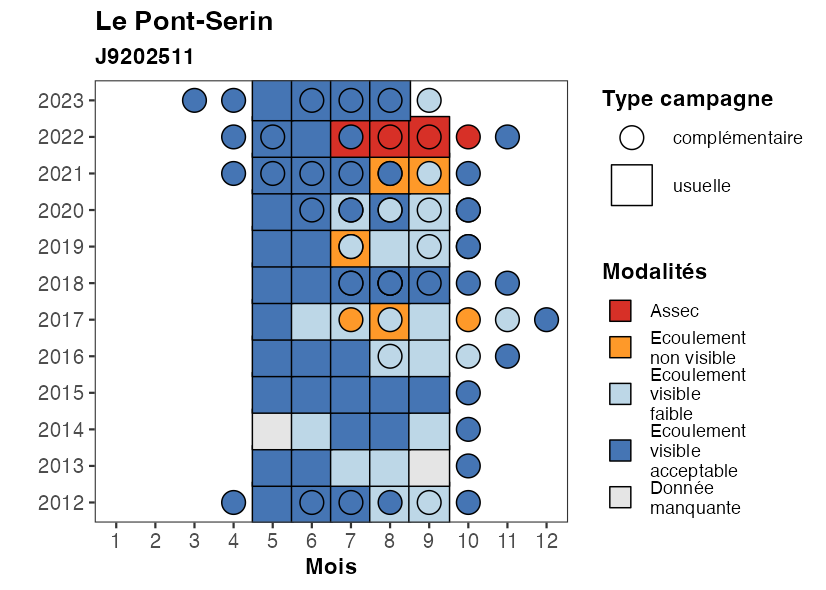 Le Pont-Serin
J9202511
2023
2022
2021
2020
2019
2018
2017
2016
2015
2014
2013
2012
1 2 3 4 5 6 7 8 9 10 11 12
Mois
Type campagne
complémentaire
usuelle
Modalités
Assec
Ecoulement
non visible
Ecoulement
visible
faible
Ecoulement
visible
acceptable
Donnée
manquante